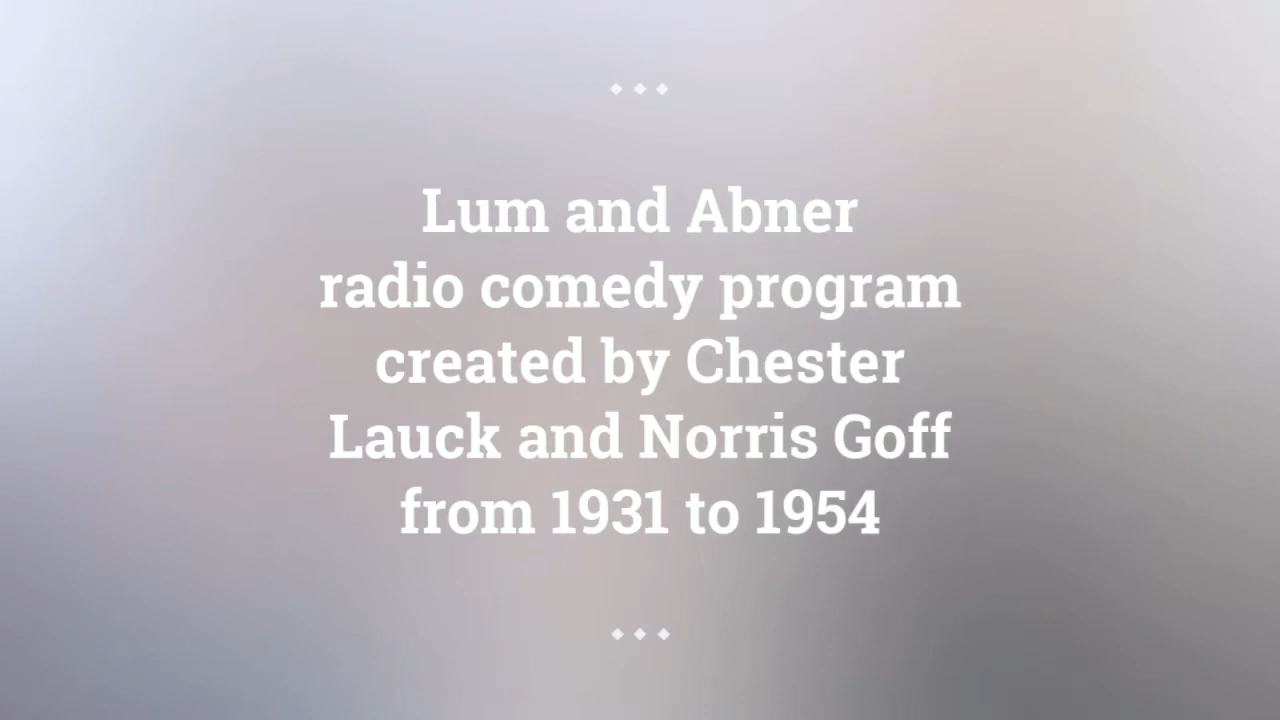 Lum and Abner
radio comedy program
created by Chester
Lauck and Norris Goff
from 1931 to 1954